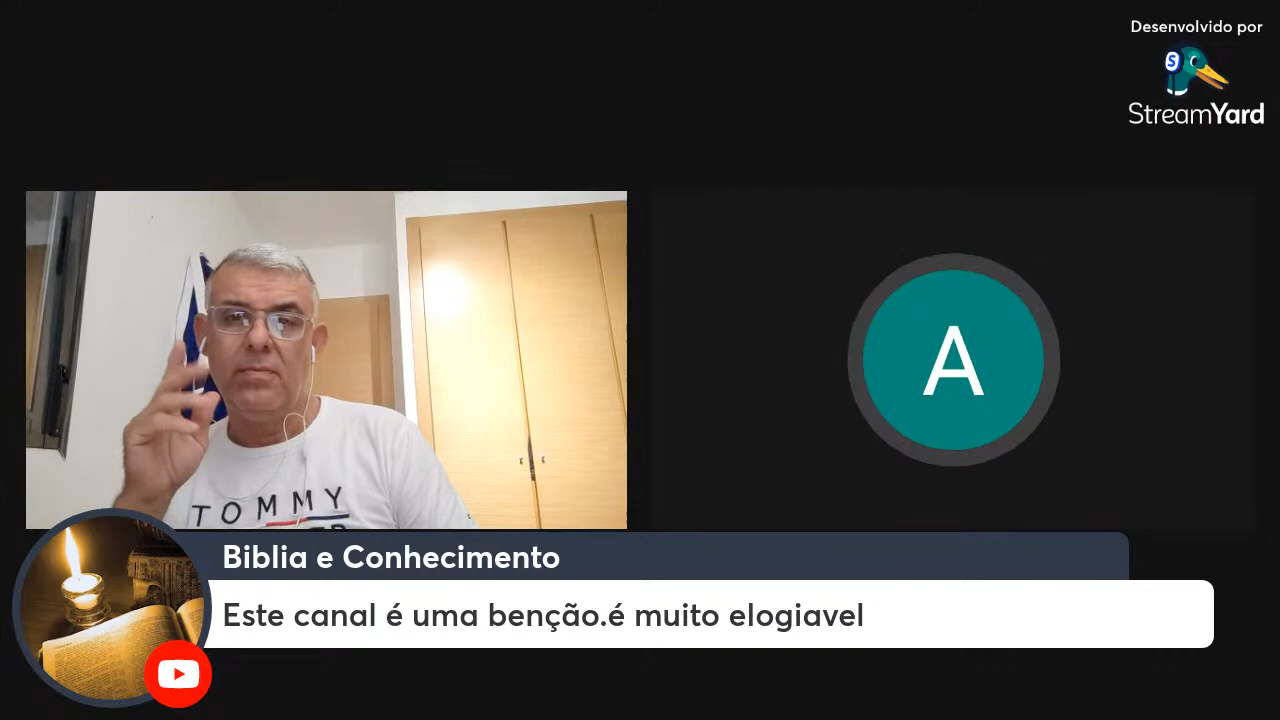 Desenvolvido por
S
StreamYard
A
TOMMY
Biblia e Conhecimento
Este canal é uma benção.é muito elogiavel